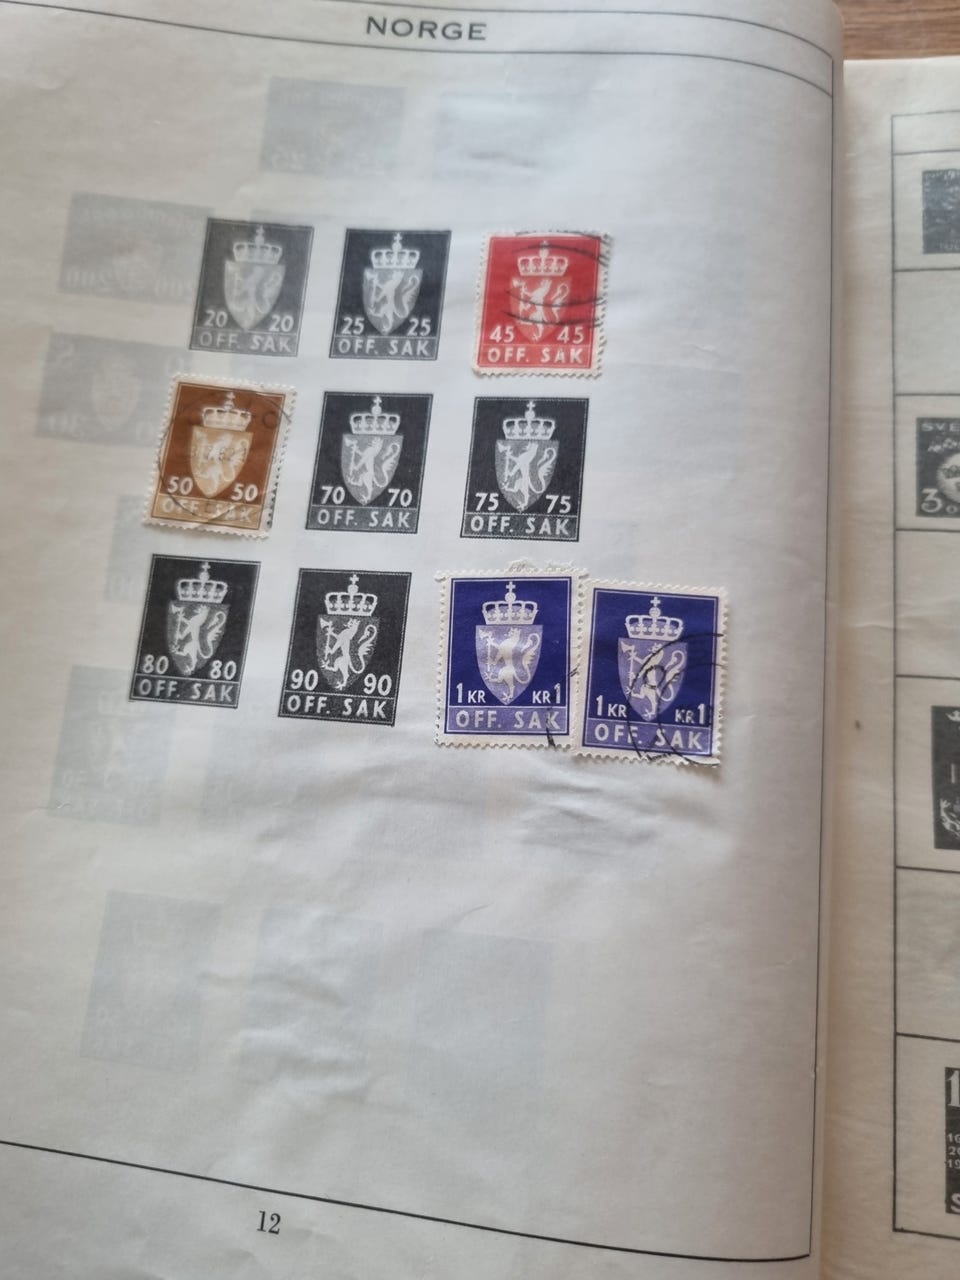 NORGE
20 20
OFF. SAK
25 25
OFF. SAK
45 45
OFF. SAK
50 50
OFF. SAK
70 70
OFF. SAK
75 75
OFF. SAK
80 80
OFF. SAK
90 90
OFF. SAK
1 KR KR 1
OFF. SAK
1 KR KR 1
OFF. SAK
12
SVE
3